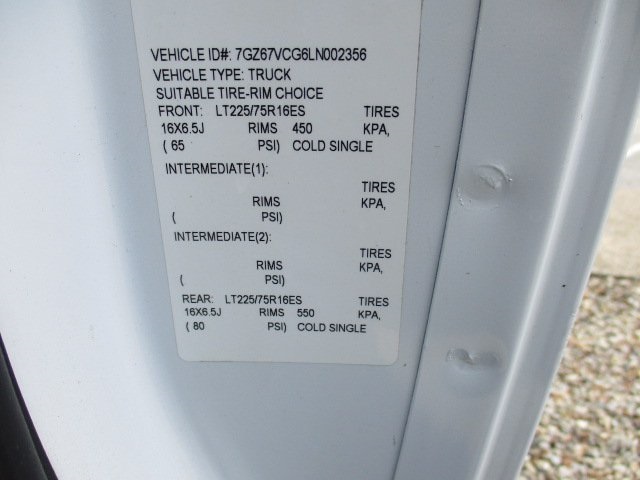 VEHICLE ID#: 7GZ67VCG6LN002356
VEHICLE TYPE: TRUCK
SUITABLE TIRE-RIM CHOICE
FRONT: LT225/75R16ES TIRES
16X6.5J RIMS 450 KPA,
( 65 PSI) COLD SINGLE
INTERMEDIATE(1):
TIRES
RIMS KPA,
( PSI)
INTERMEDIATE(2):
TIRES
RIMS KPA,
( PSI)
REAR: LT225/75R16ES TIRES
16X6.5J RIMS 550 KPA,
( 80 PSI) COLD SINGLE